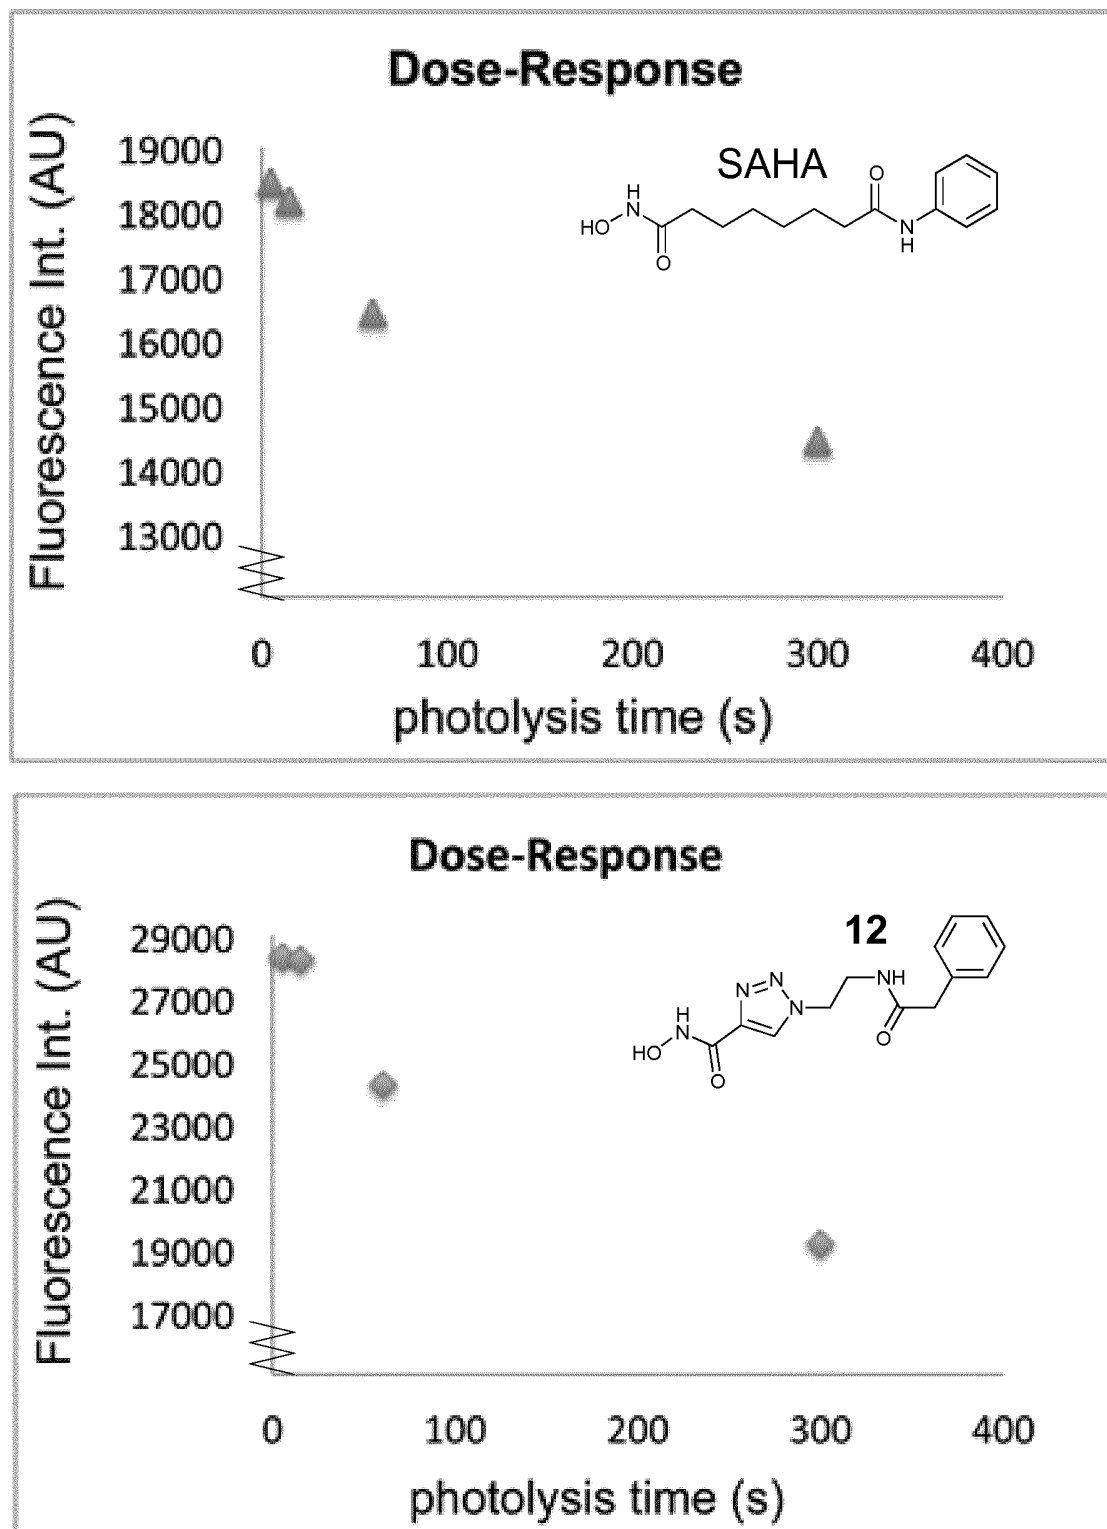 Dose-Response
Fluorescence Int. (AU)
19000
18000
17000
16000
15000
14000
13000
SAHA
H
N
HO
O
O
N
H
0 100 200 300 400
photolysis time (s)
Dose-Response
Fluorescence Int. (AU)
29000
27000
25000
23000
21000
19000
17000
12
N=N
N
NH
O
H
N
HO
O
0 100 200 300 400
photolysis time (s)